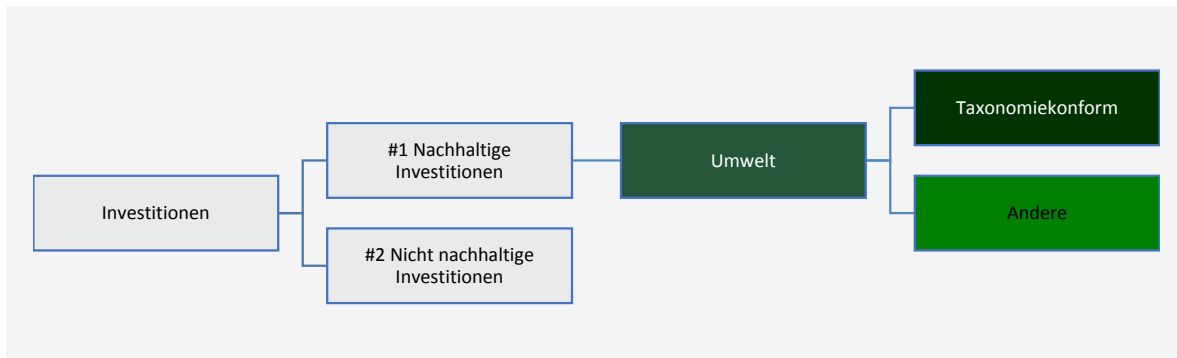 Investitionen
#1 Nachhaltige
Investitionen
#2 Nicht nachhaltige
Investitionen
Umwelt
Taxonomiekonform
Andere